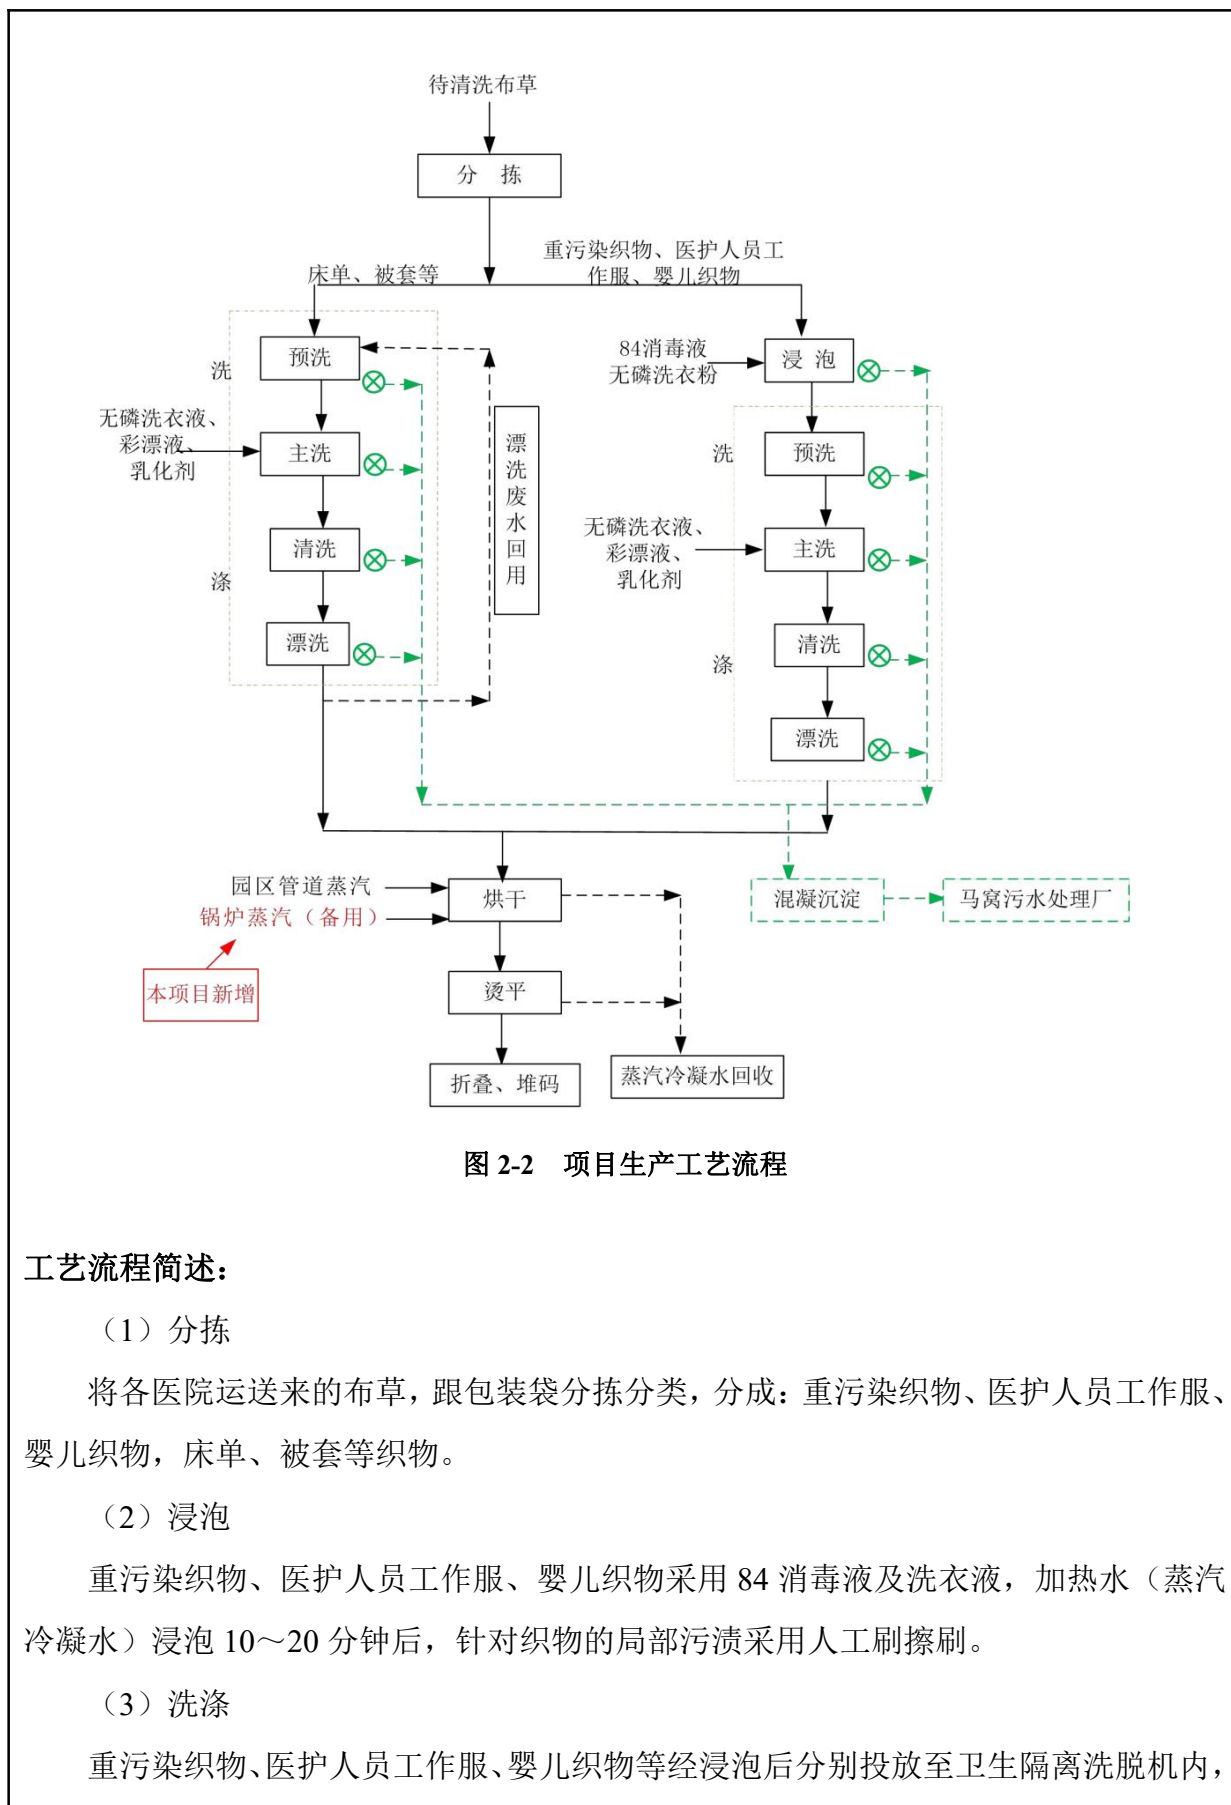 待清洗布草
分 拣
重污染织物、医护人员工
作服、婴儿织物
床单、被套等
预洗
洗
无磷洗衣液、
彩漂液、
乳化剂
主洗
清洗
涤
漂洗
漂洗废水回用
84消毒液
无磷洗衣粉
浸 泡
预洗
洗
无磷洗衣液、
彩漂液、
乳化剂
主洗
清洗
涤
漂洗
园区管道蒸汽
锅炉蒸汽（备用）
本项目新增
烘干
混凝沉淀
马窝污水处理厂
烫平
折叠、堆码
蒸汽冷凝水回收
图 2-2 项目生产工艺流程
工艺流程简述：
（1）分拣
将各医院运送来的布草，跟包装袋分拣分类，分成：重污染织物、医护人员工作服、
婴儿织物，床单、被套等织物。
（2）浸泡
重污染织物、医护人员工作服、婴儿织物采用 84 消毒液及洗衣液，加热水（蒸汽
冷凝水）浸泡 10～20 分钟后，针对织物的局部污渍采用人工刷擦刷。
（3）洗涤
重污染织物、医护人员工作服、婴儿织物等经浸泡后分别投放至卫生隔离洗脱机内，